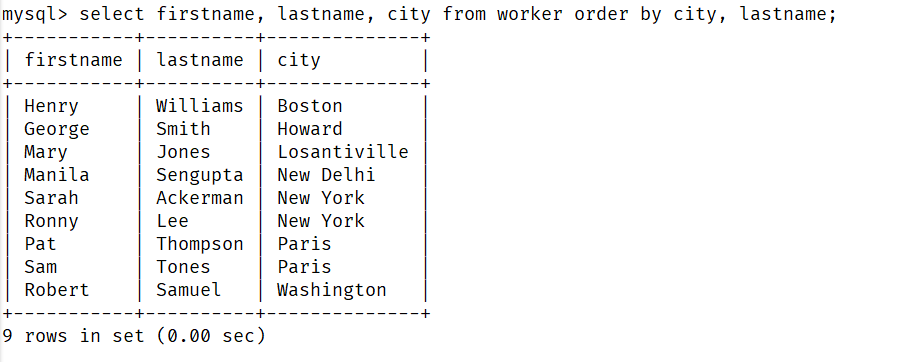 mysql> select firstname, lastname, city from worker order by city, lastname;
+-----------+----------+--------------+
| firstname | lastname | city         |
+-----------+----------+--------------+
| Henry     | Williams | Boston       |
| George    | Smith    | Howard       |
| Mary      | Jones    | Losantiville |
| Manila    | Sengupta | New Delhi    |
| Sarah     | Ackerman | New York     |
| Ronny     | Lee      | New York     |
| Pat       | Thompson | Paris        |
| Sam       | Tones    | Paris        |
| Robert    | Samuel   | Washington   |
+-----------+----------+--------------+
9 rows in set (0.00 sec)